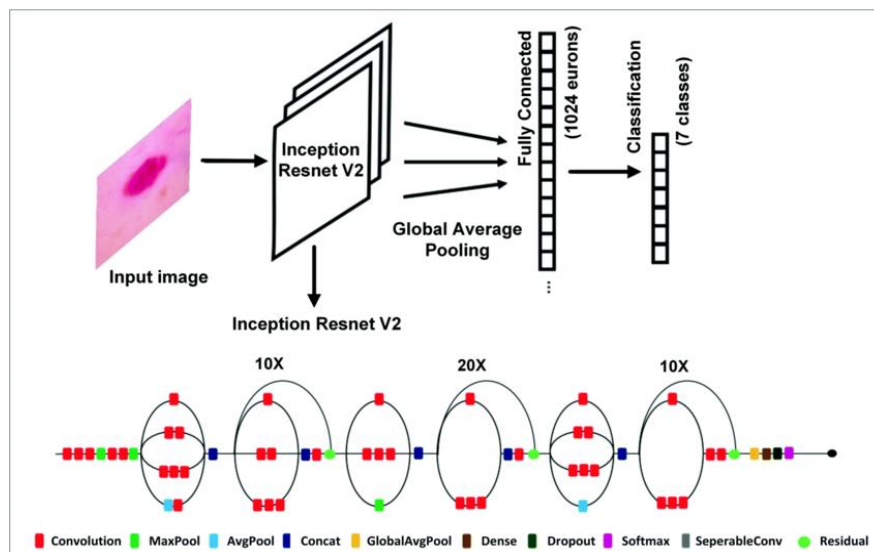 Inception
Resnet V2
Fully Connected
(1024 eurons)
Classification
(7 classes)
Global Average
Pooling
...
Input image
Inception Resnet V2
10X
20X
10X
Convolution
MaxPool
AvgPool
Concat
GlobalAvgPool
Dense
Dropout
Softmax
SeperableConv
Residual